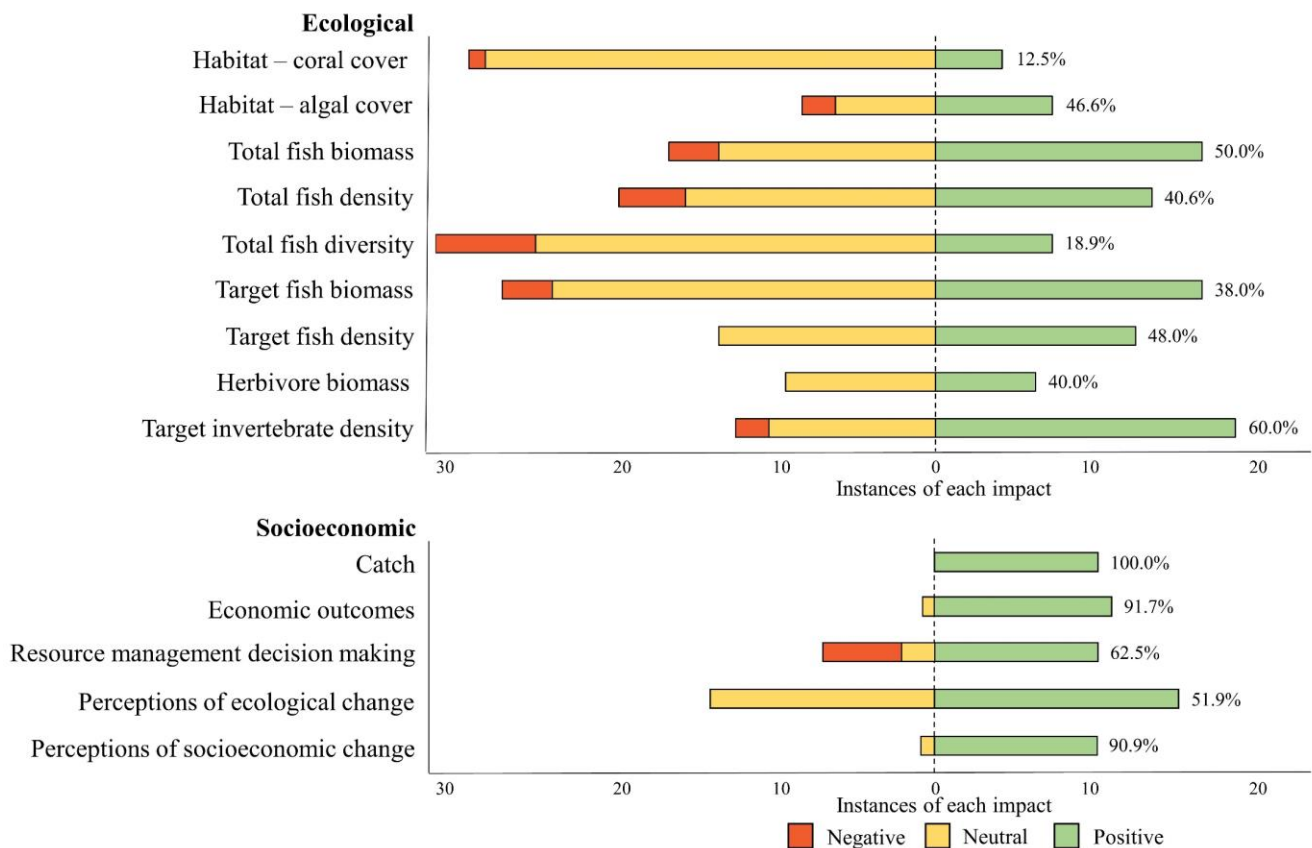 Ecological
Habitat – coral cover 12.5%
Habitat – algal cover 46.6%
Total fish biomass 50.0%
Total fish density 40.6%
Total fish diversity 18.9%
Target fish biomass 38.0%
Target fish density 48.0%
Herbivore biomass 40.0%
Target invertebrate density 60.0%
30 20 10 0 10 20
Instances of each impact
Socioeconomic
Catch 100.0%
Economic outcomes 91.7%
Resource management decision making 62.5%
Perceptions of ecological change 51.9%
Perceptions of socioeconomic change 90.9%
30 20 10 0 10 20
Instances of each impact
Negative Neutral Positive